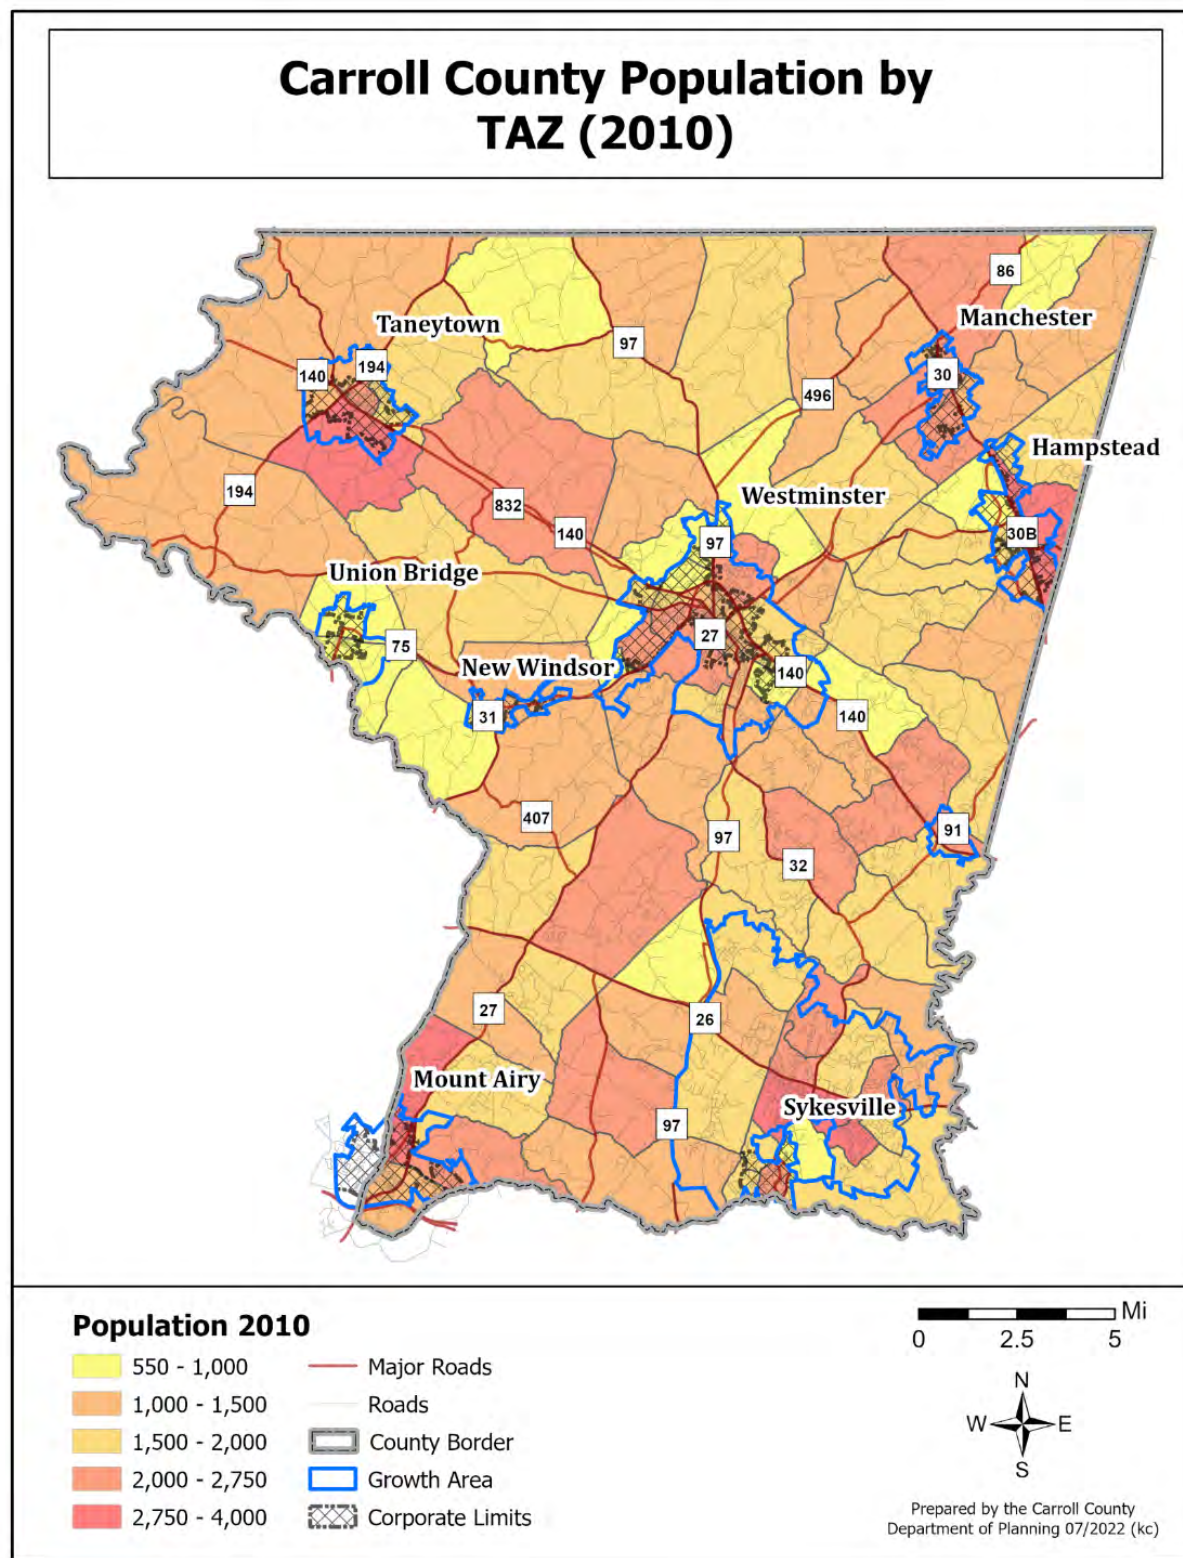 Carroll County Population by
TAZ (2010)
86
Manchester
Taneytown
97
194
140
30
496
Hampstead
194
Westminster
832
140
97
30B
Union Bridge
75
27
New Windsor
140
31
140
407
97
91
32
27
26
Mount Airy
Sykesville
97
Population 2010
550 - 1,000
1,000 - 1,500
1,500 - 2,000
2,000 - 2,750
2,750 - 4,000
Major Roads
Roads
County Border
Growth Area
Corporate Limits
Mi
0 2.5 5
N
W E
S
Prepared by the Carroll County
Department of Planning 07/2022 (kc)